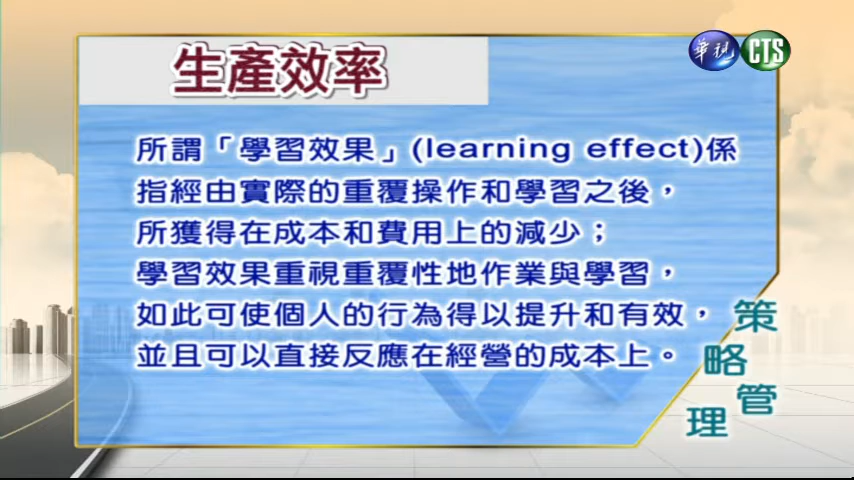 生產效率
華視 CTS
所謂「學習效果」(learning effect)係
指經由實際的重覆操作和學習之後，
所獲得在成本和費用上的減少；
學習效果重視重覆性地作業與學習，
如此可使個人的行為得以提升和有效，
並且可以直接反應在經營的成本上。
策略管理